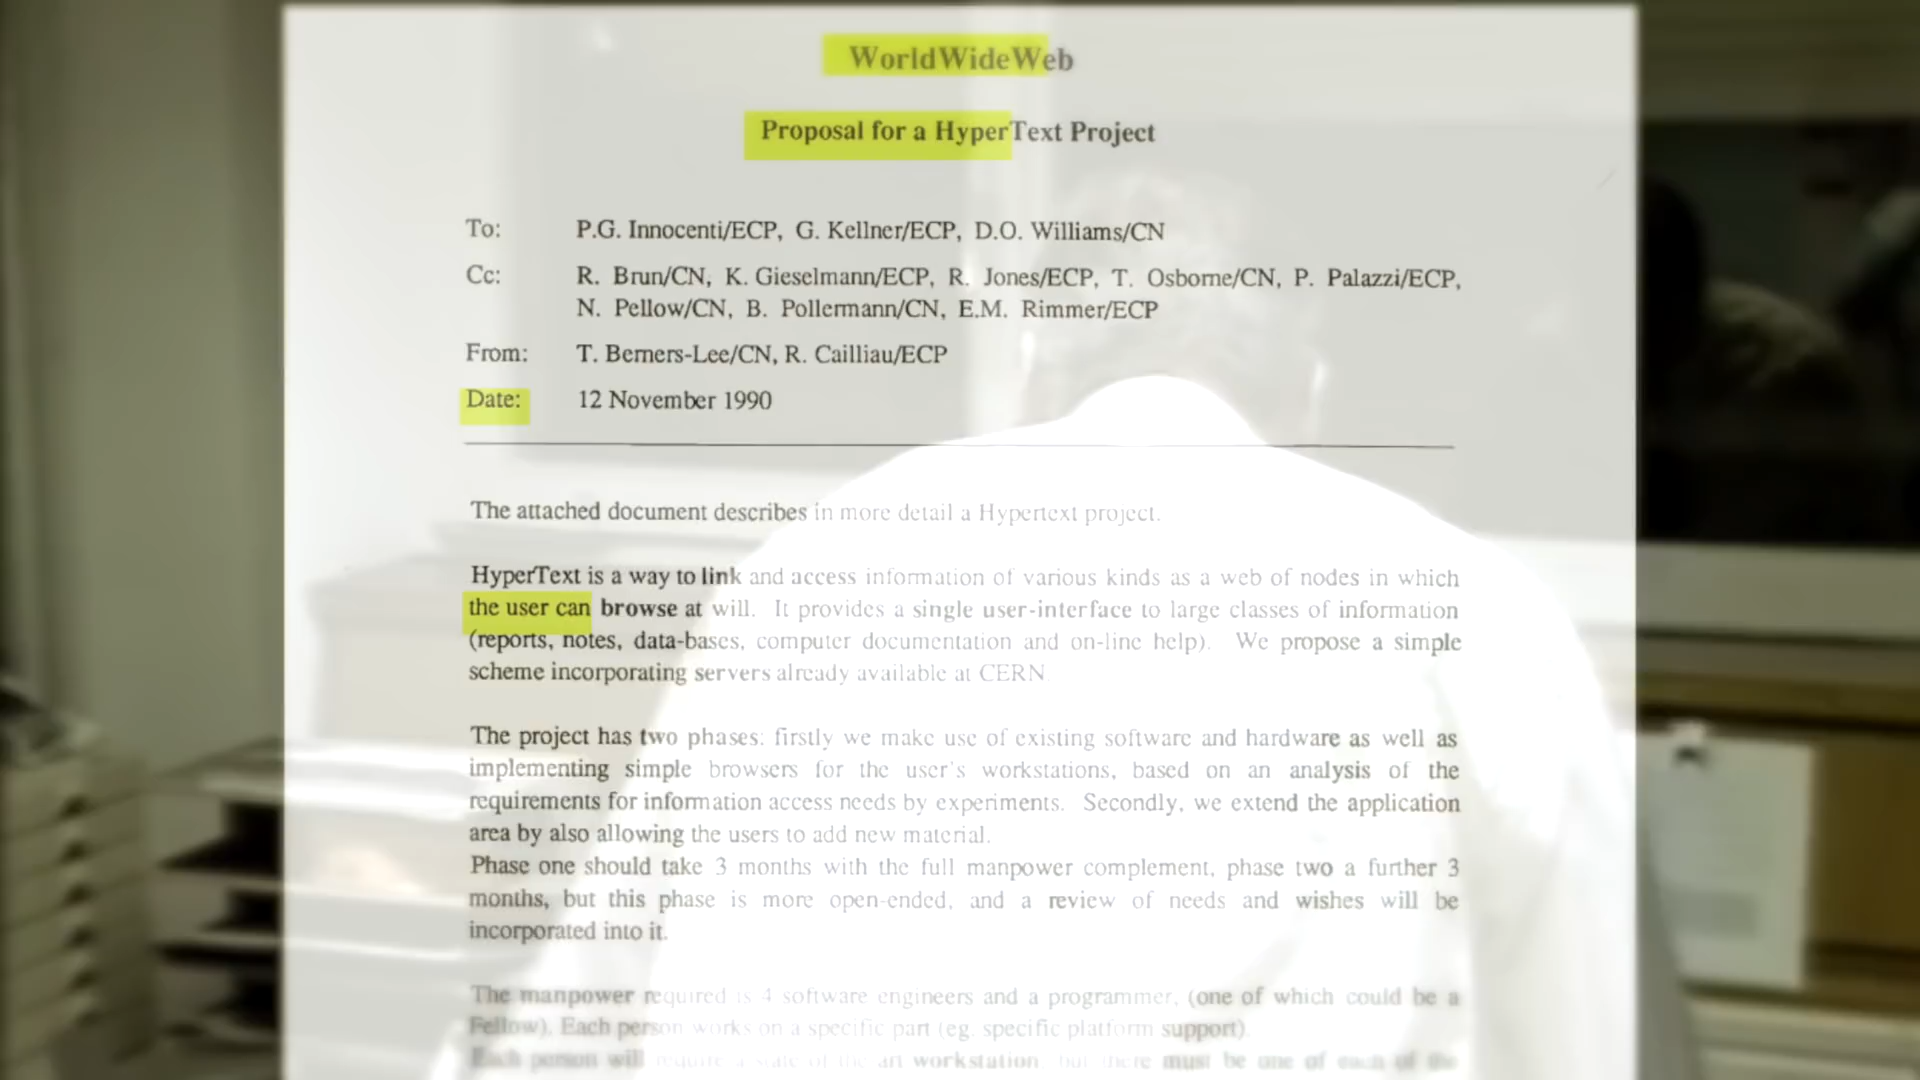 WorldWideWeb
Proposal for a HyperText Project
To: P.G. Innocenti/ECP, G. Kellner/ECP, D.O. Williams/CN
Cc: R. Brun/CN, K. Gieselmann/ECP, R. Jones/ECP, T. Osborne/CN, P. Palazzi/ECP,
N. Pellow/CN, B. Pollermann/CN, E.M. Rimmer/ECP
From: T. Berners-Lee/CN, R. Cailliau/ECP
Date: 12 November 1990
The attached document describes in more detail a Hypertext project.
HyperText is a way to link and access information of various kinds as a web of nodes in which
the user can browse at will. It provides a single user-interface to large classes of information
(reports, notes, data-bases, computer documentation and on-line help). We propose a simple
scheme incorporating servers already available at CERN.
The project has two phases: firstly we make use of existing software and hardware as well as
implementing simple browsers for the user's workstations, based on an analysis of the
requirements for information access needs by experiments. Secondly, we extend the application
area by also allowing the users to add new material.
Phase one should take 3 months with the full manpower complement, phase two a further 3
months, but this phase is more open-ended, and a review of needs and wishes will be
incorporated into it.
The manpower required is 4 software engineers and a programmer, (one of which could be a
Fellow). Each person works on a specific part (eg. specific platform support).
Each person will require a state of the art workstation, but there must be one of each of the